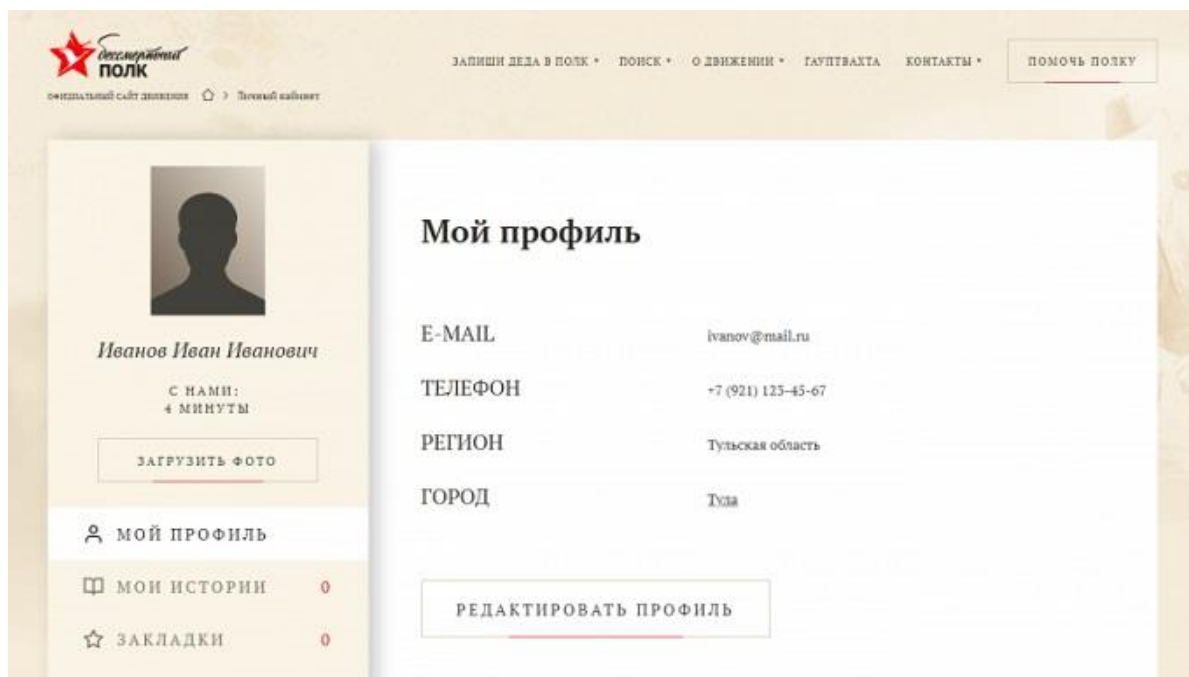 бессмертный
ПОЛК
ЗАПИШИ ДЕДА В ПОЛК ПОИСК О ДВИЖЕНИИ ГАУПТВАХТА КОНТАКТЫ ПОМОЧЬ ПОЛКУ
ОФИЦИАЛЬНЫЙ САЙТ ДВИЖЕНИЯ > Личный кабинет
Иванов Иван Иванович
С НАМИ:
4 МИНУТЫ
ЗАГРУЗИТЬ ФОТО
МОЙ ПРОФИЛЬ
МОИ ИСТОРИИ 0
ЗАКЛАДКИ 0
Мой профиль
E-MAIL ivanov@mail.ru
ТЕЛЕФОН +7 (921) 123-45-67
РЕГИОН Тульская область
ГОРОД Тула
РЕДАКТИРОВАТЬ ПРОФИЛЬ